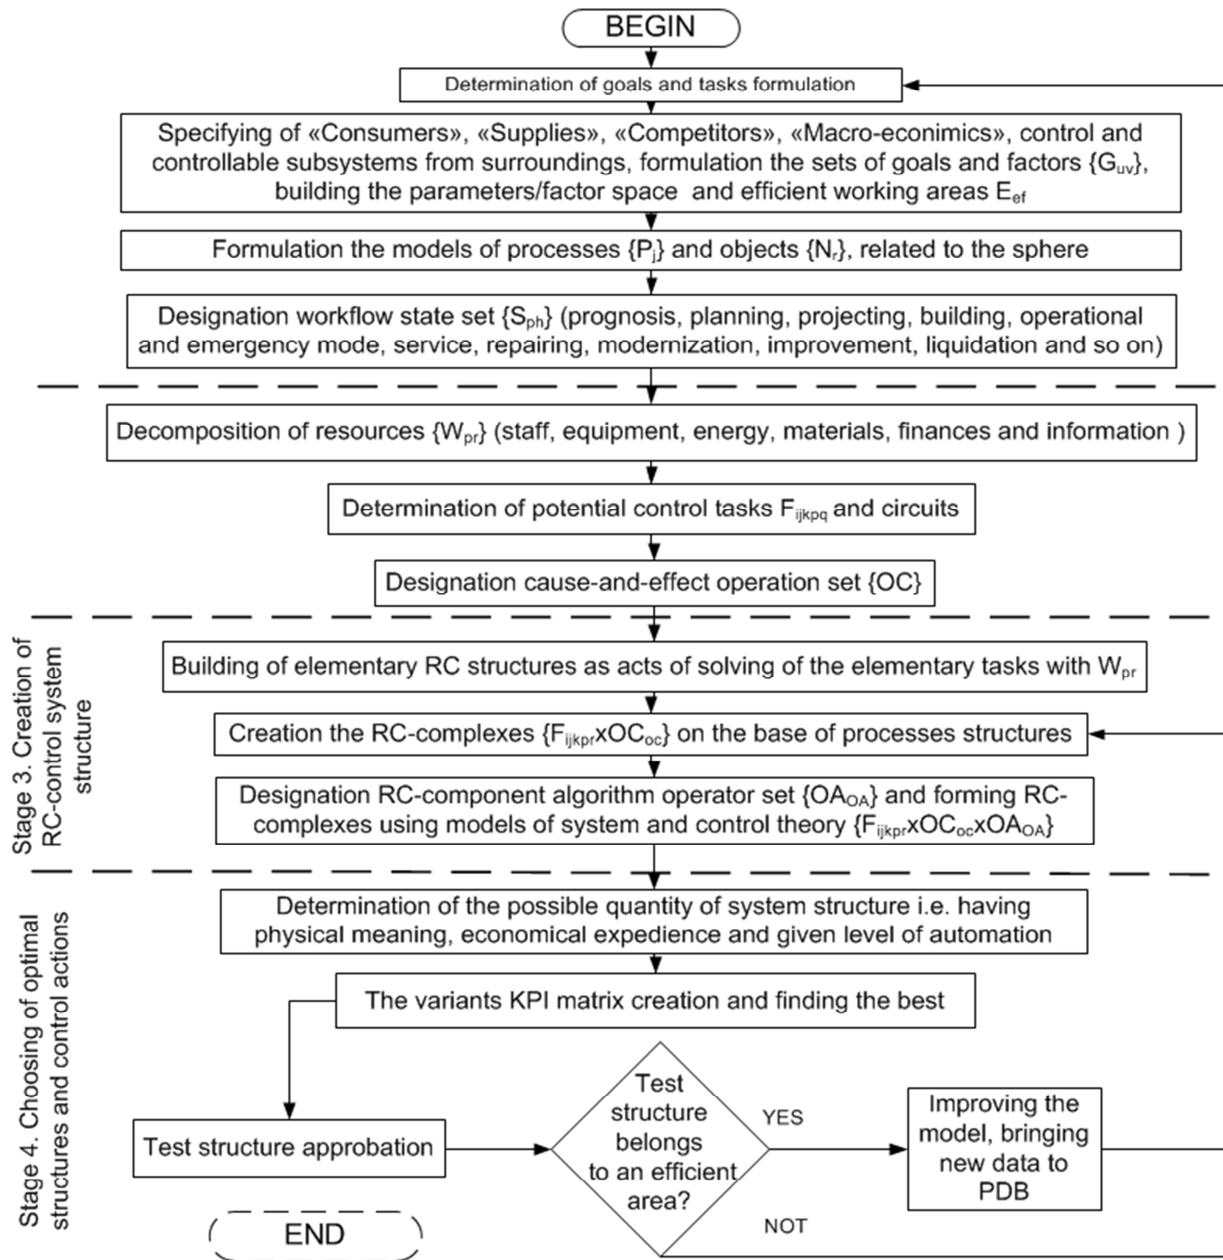 BEGIN
Determination of goals and tasks formulation
Specifying of «Consumers», «Supplies», «Competitors», «Macro-econimics», control and
controllable subsystems from surroundings, formulation the sets of goals and factors {Guv},
building the parameters/factor space and efficient working areas Eef
Formulation the models of processes {Pj} and objects {Nr}, related to the sphere
Designation workflow state set {Sph} (prognosis, planning, projecting, building, operational
and emergency mode, service, repairing, modernization, improvement, liquidation and so on)
Decomposition of resources {Wpr} (staff, equipment, energy, materials, finances and information )
Determination of potential control tasks Fijkpq and circuits
Designation cause-and-effect operation set {OC}
Stage 3. Creation of
RC-control system
structure
Building of elementary RC structures as acts of solving of the elementary tasks with Wpr
Creation the RC-complexes {FijkprxOCoc} on the base of processes structures
Designation RC-component algorithm operator set {OAOA} and forming RC-
complexes using models of system and control theory {FijkprxOCocxOAOA}
Stage 4. Choosing of optimal
structures and control actions
Determination of the possible quantity of system structure i.e. having
physical meaning, economical expedience and given level of automation
The variants KPI matrix creation and finding the best
Test structure approbation
Test
structure
belongs
to an efficient
area?
YES
NOT
Improving the
model, bringing
new data to
PDB
END